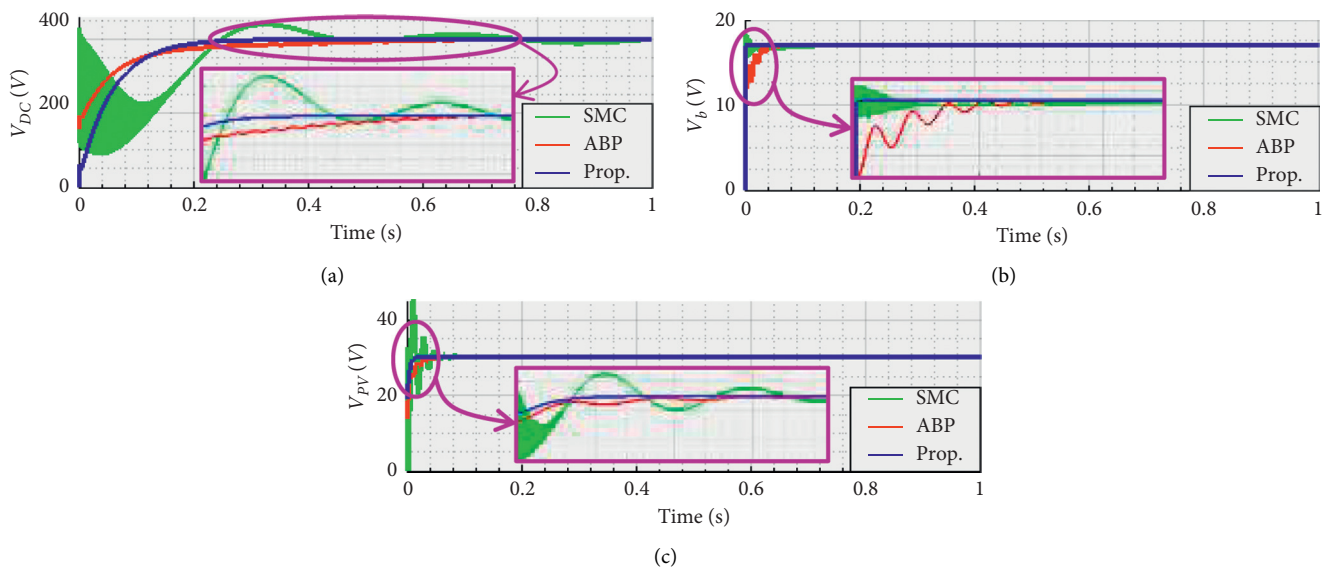 400
200
0
V_DC (V)
SMC
ABP
Prop.
0 0.2 0.4 0.6 0.8 1
Time (s)
(a)
20
10
0
V_b (V)
SMC
ABP
Prop.
0 0.2 0.4 0.6 0.8 1
Time (s)
(b)
40
20
0
V_PV (V)
SMC
ABP
Prop.
0 0.2 0.4 0.6 0.8 1
Time (s)
(c)